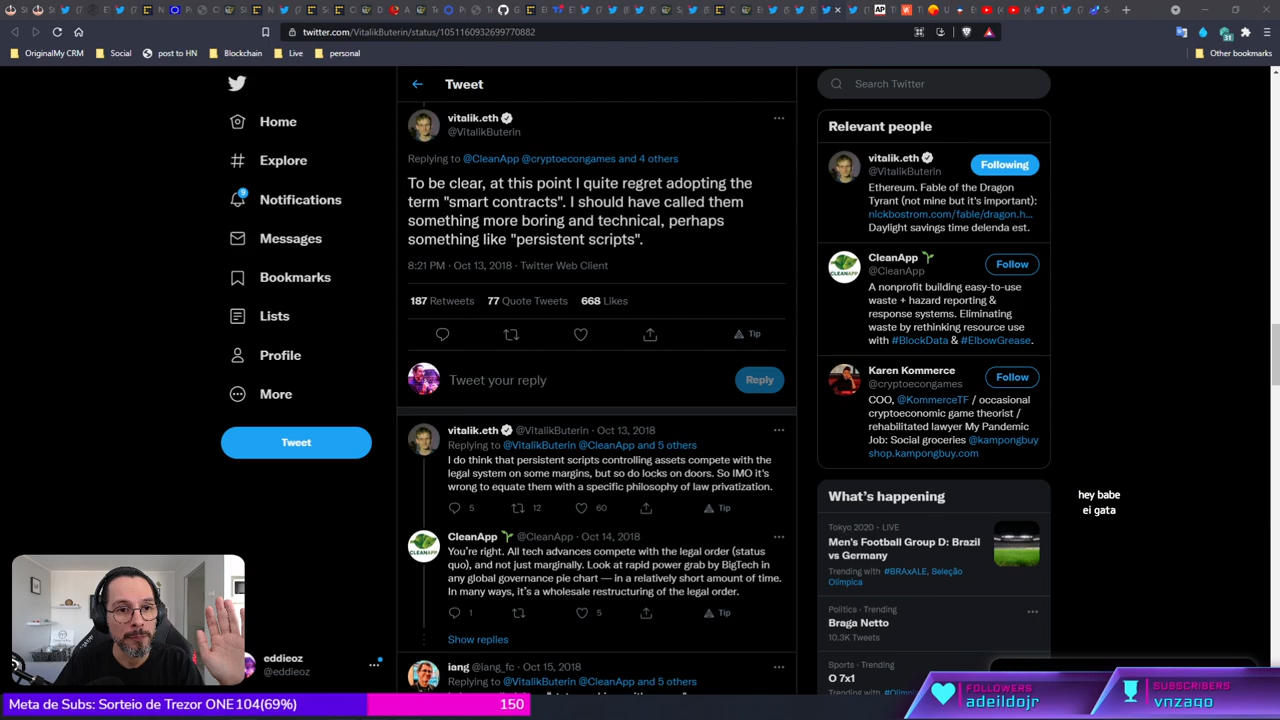 twitter.com/VitalikButerin/status/1051160932699770882
OriginalMy CRM
Social
post to HN
Blockchain
Live
personal
Other bookmarks
Home
Explore
9
Notifications
Messages
Bookmarks
Lists
Profile
More
Tweet
eddieoz
@eddieoz
Tweet
vitalik.eth
@VitalikButerin
Replying to @CleanApp @cryptoecongames and 4 others
To be clear, at this point I quite regret adopting the
term "smart contracts". I should have called them
something more boring and technical, perhaps
something like "persistent scripts".
8:21 PM · Oct 13, 2018 · Twitter Web Client
187 Retweets 77 Quote Tweets 668 Likes
Tip
Tweet your reply
Reply
vitalik.eth @VitalikButerin · Oct 13, 2018
Replying to @VitalikButerin @CleanApp and 5 others
I do think that persistent scripts controlling assets compete with the
legal system on some margins, but so do locks on doors. So IMO it's
wrong to equate them with a specific philosophy of law privatization.
5 12 60 Tip
CleanApp @CleanApp · Oct 14, 2018
You're right. All tech advances compete with the legal order (status
quo), and not just marginally. Look at rapid power grab by BigTech in
any global governance pie chart — in a relatively short amount of time.
In many ways, it's a wholesale restructuring of the legal order.
1 5 Tip
Show replies
iang @iang_fc · Oct 15, 2018
Replying to @VitalikButerin @CleanApp and 5 others
Search Twitter
Relevant people
vitalik.eth
@VitalikButerin
Following
Ethereum. Fable of the Dragon
Tyrant (not mine but it's important):
nickbostrom.com/fable/dragon.h...
Daylight savings time delenda est.
CLEANAPP
CleanApp
@CleanApp
Follow
A nonprofit building easy-to-use
waste + hazard reporting &
response systems. Eliminating
waste by rethinking resource use
with #BlockData & #ElbowGrease.
Karen Kommerce
@cryptoecongames
Follow
COO, @KommerceTF / occasional
cryptoeconomic game theorist /
rehabilitated lawyer My Pandemic
Job: Social groceries @kampongbuy
shop.kampongbuy.com
What's happening
Tokyo 2020 · LIVE
Men's Football Group D: Brazil
vs Germany
Trending with #BRAxALE, Seleção
Olímpica
Politics · Trending
Braga Netto
10.3K Tweets
Sports · Trending
O 7x1
hey babe
ei gata
Meta de Subs: Sorteio de Trezor ONE 104(69%)
150
FOLLOWERS
adeildojr
SUBSCRIBERS
vnzago